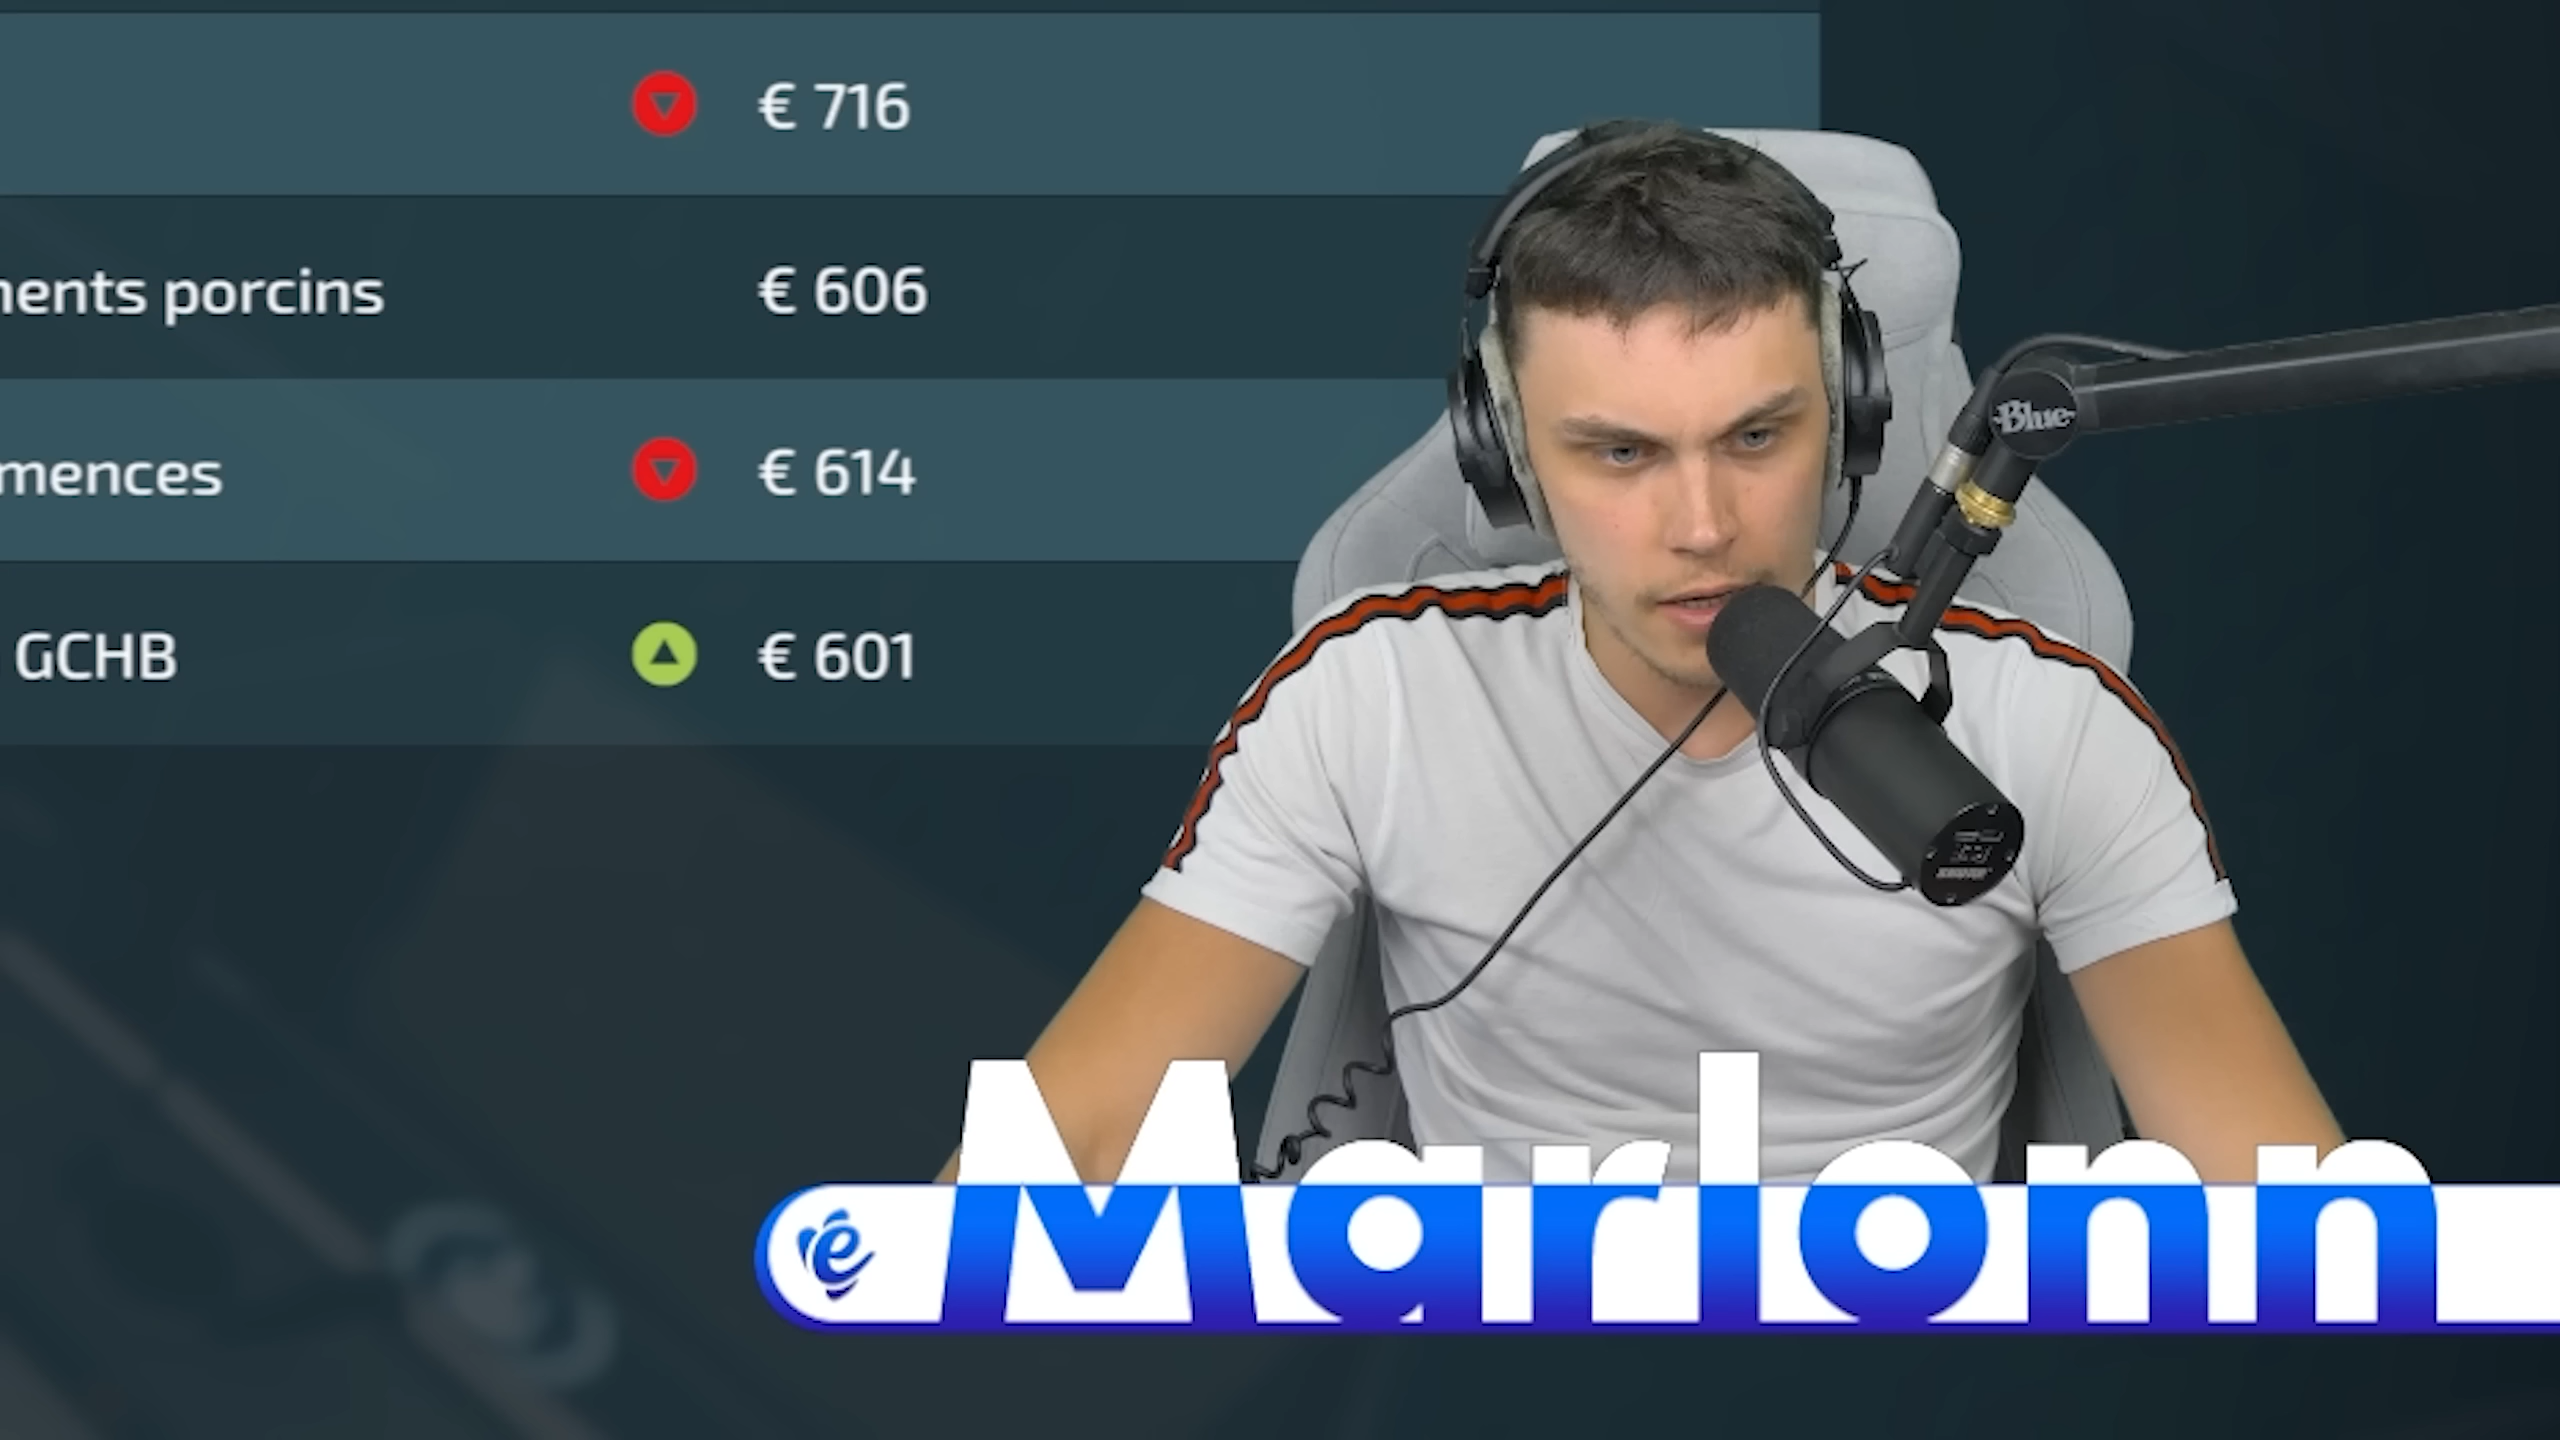 € 716
ments porcins € 606
mences € 614
GCHB € 601
Blue
é
Marlonn